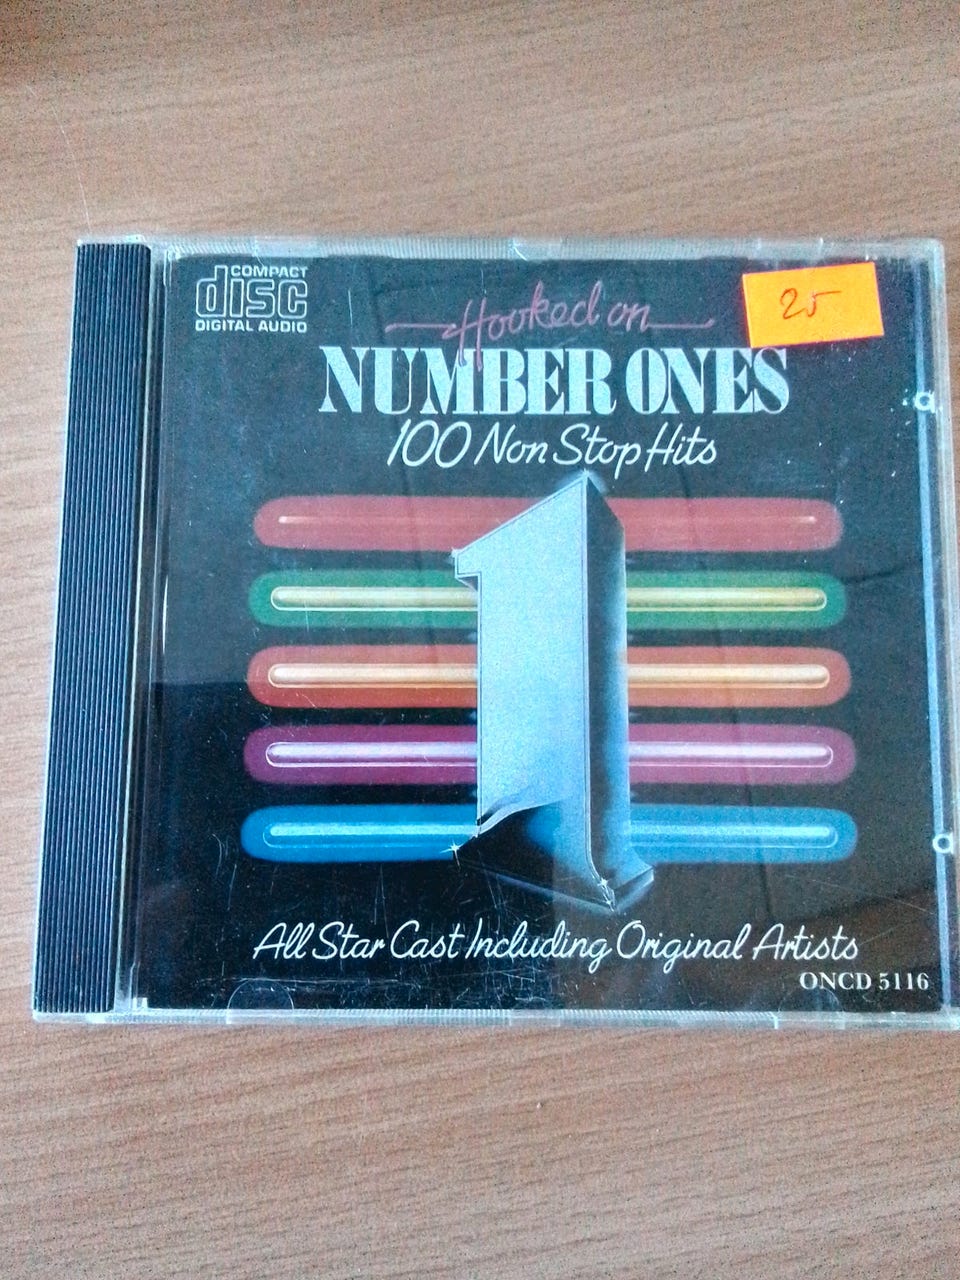 COMPACT
disc
DIGITAL AUDIO
Hooked on
25
NUMBER ONES
100 Non Stop Hits
1
All Star Cast Including Original Artists
ONCD 5116